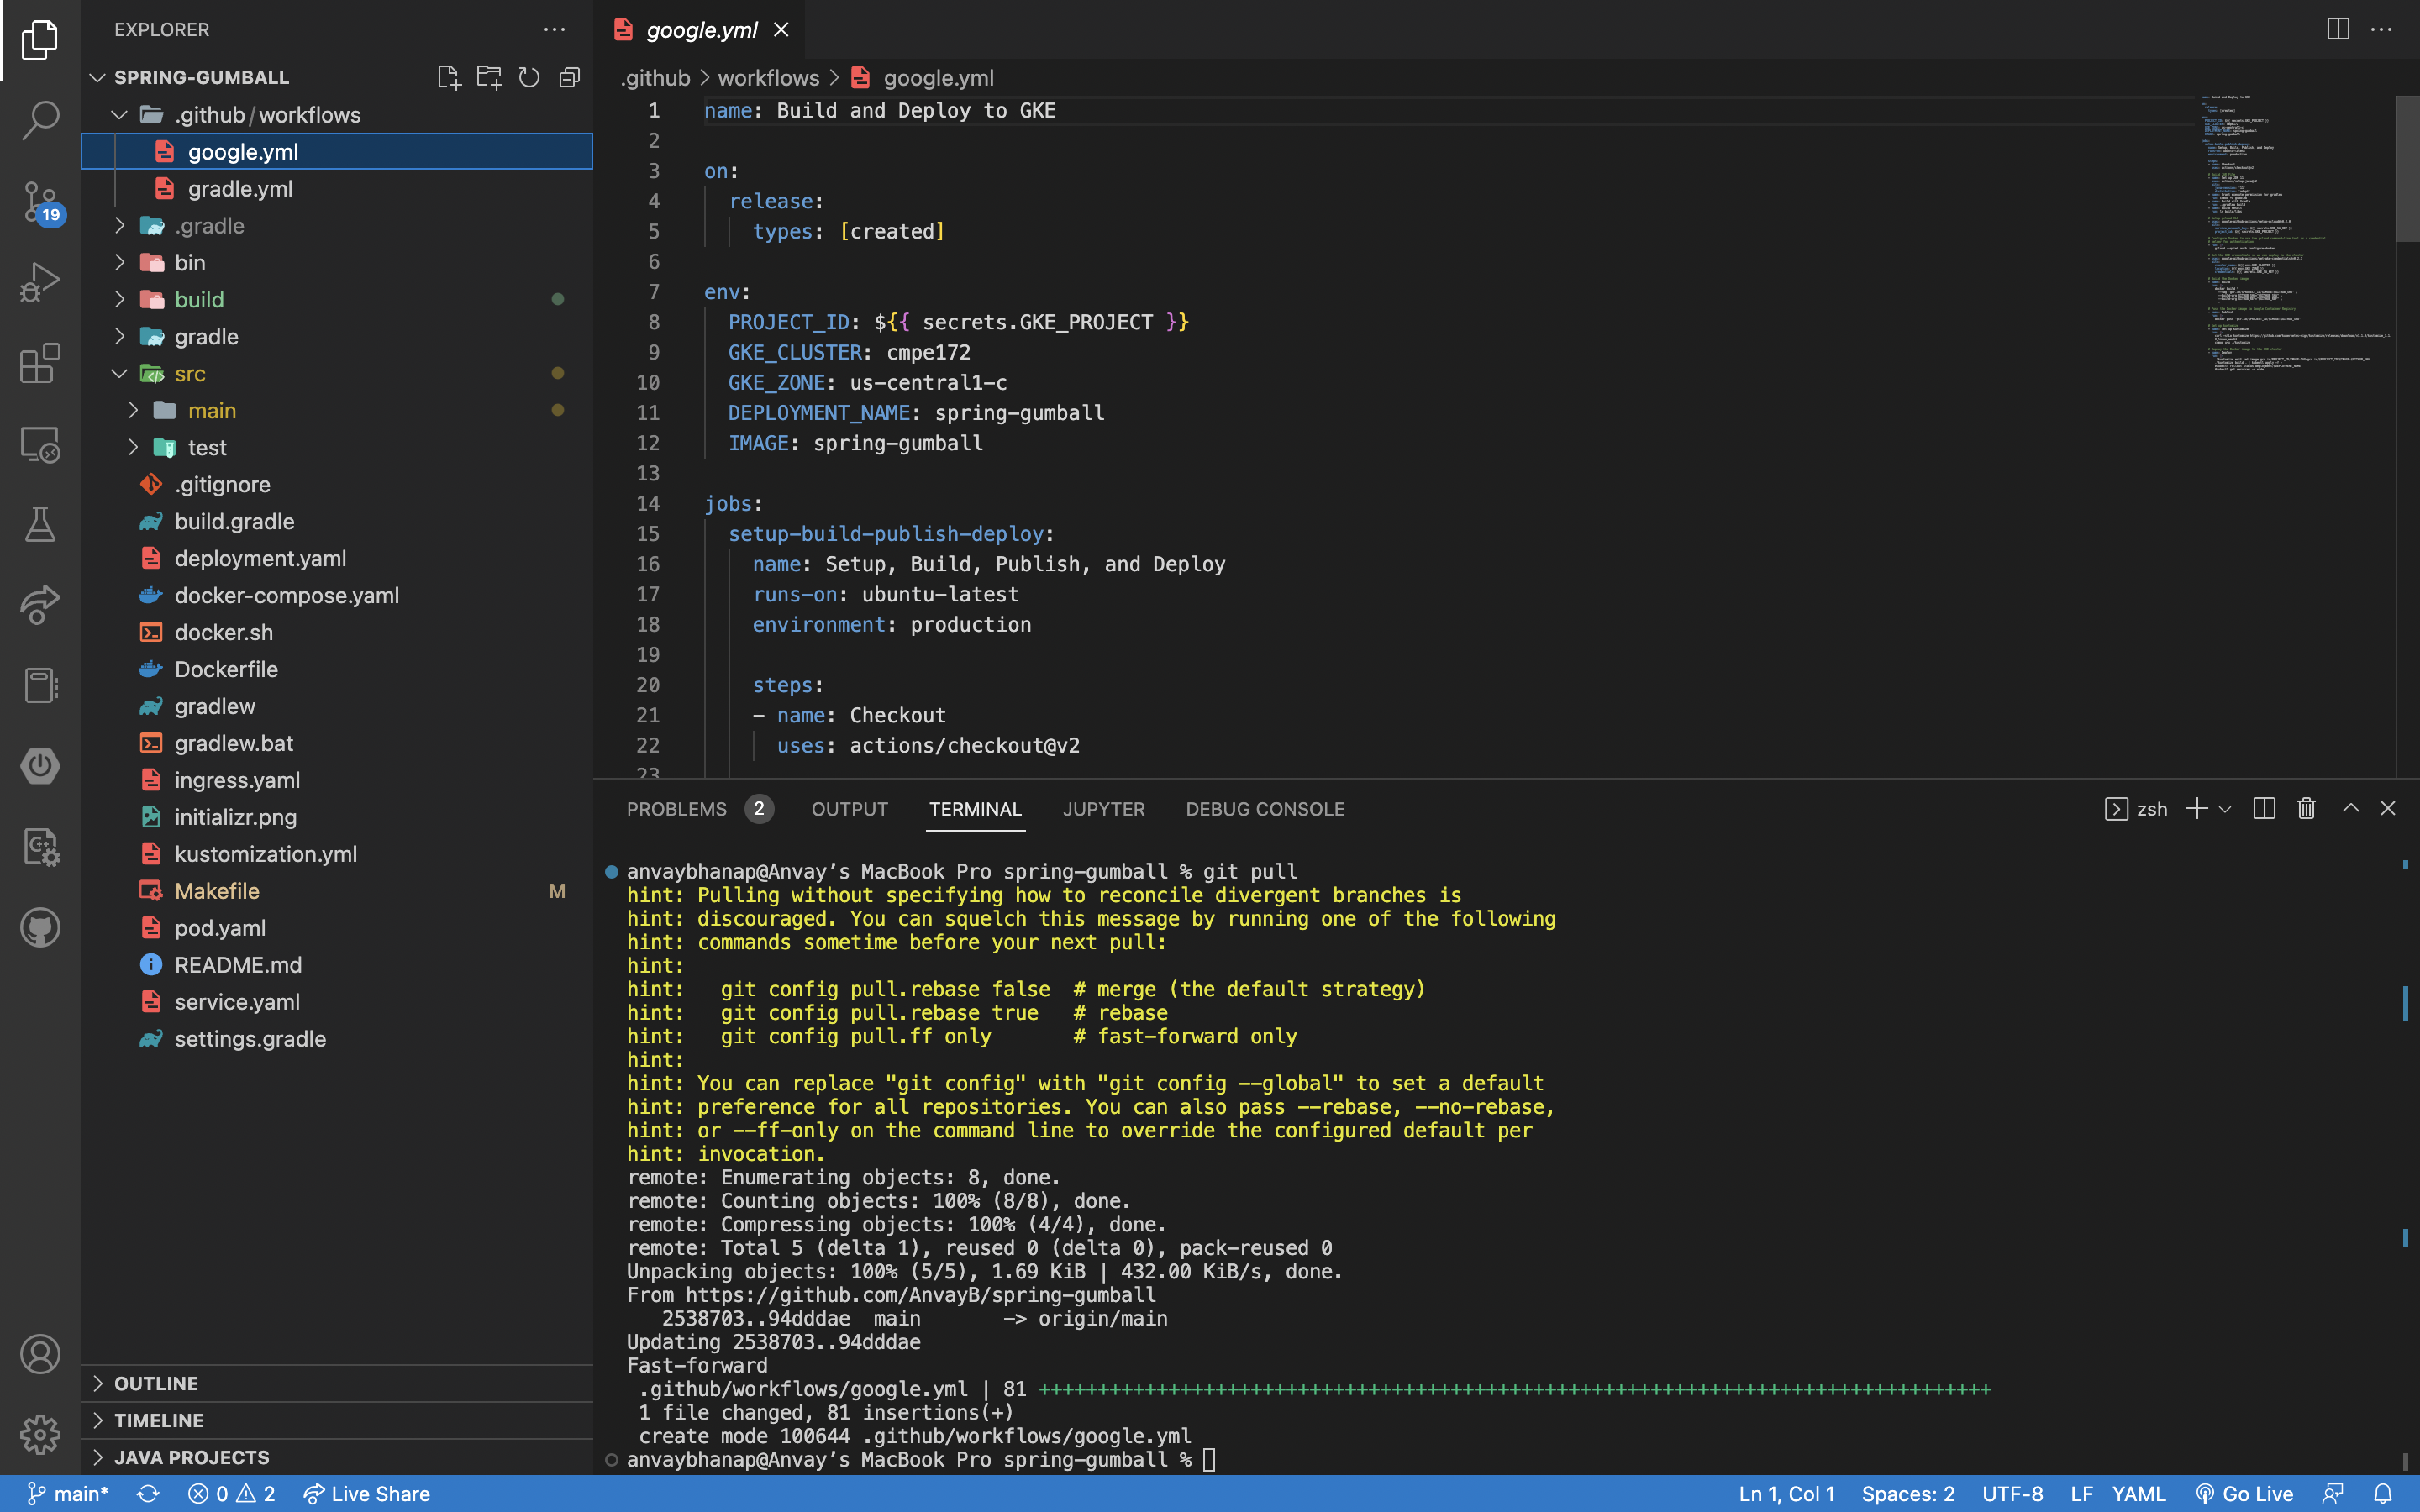 EXPLORER
SPRING-GUMBALL
.github/workflows
google.yml
gradle.yml
.gradle
bin
build
gradle
src
main
test
.gitignore
build.gradle
deployment.yaml
docker-compose.yaml
docker.sh
Dockerfile
gradlew
gradlew.bat
ingress.yaml
initializr.png
kustomization.yml
Makefile M
pod.yaml
README.md
service.yaml
settings.gradle
OUTLINE
TIMELINE
JAVA PROJECTS
19
google.yml
.github > workflows > google.yml
1 name: Build and Deploy to GKE
2
3 on:
4 release:
5 types: [created]
6
7 env:
8 PROJECT_ID: ${{ secrets.GKE_PROJECT }}
9 GKE_CLUSTER: cmpe172
10 GKE_ZONE: us-central1-c
11 DEPLOYMENT_NAME: spring-gumball
12 IMAGE: spring-gumball
13
14 jobs:
15 setup-build-publish-deploy:
16 name: Setup, Build, Publish, and Deploy
17 runs-on: ubuntu-latest
18 environment: production
19
20 steps:
21 - name: Checkout
22 uses: actions/checkout@v2
23
PROBLEMS 2 OUTPUT TERMINAL JUPYTER DEBUG CONSOLE zsh
anvaybhanap@Anvay’s MacBook Pro spring-gumball % git pull
hint: Pulling without specifying how to reconcile divergent branches is
hint: discouraged. You can squelch this message by running one of the following
hint: commands sometime before your next pull:
hint:
hint:   git config pull.rebase false  # merge (the default strategy)
hint:   git config pull.rebase true   # rebase
hint:   git config pull.ff only       # fast-forward only
hint:
hint: You can replace "git config" with "git config --global" to set a default
hint: preference for all repositories. You can also pass --rebase, --no-rebase,
hint: or --ff-only on the command line to override the configured default per
hint: invocation.
remote: Enumerating objects: 8, done.
remote: Counting objects: 100% (8/8), done.
remote: Compressing objects: 100% (4/4), done.
remote: Total 5 (delta 1), reused 0 (delta 0), pack-reused 0
Unpacking objects: 100% (5/5), 1.69 KiB | 432.00 KiB/s, done.
From https://github.com/AnvayB/spring-gumball
2538703..94dddae  main       -> origin/main
Updating 2538703..94dddae
Fast-forward
.github/workflows/google.yml | 81 +++++++++++++++++++++++++++++++++++++++++++++++++++++++++++++++++++++++++++++++++
1 file changed, 81 insertions(+)
create mode 100644 .github/workflows/google.yml
anvaybhanap@Anvay’s MacBook Pro spring-gumball %
main* 0 2 Live Share Ln 1, Col 1 Spaces: 2 UTF-8 LF YAML Go Live